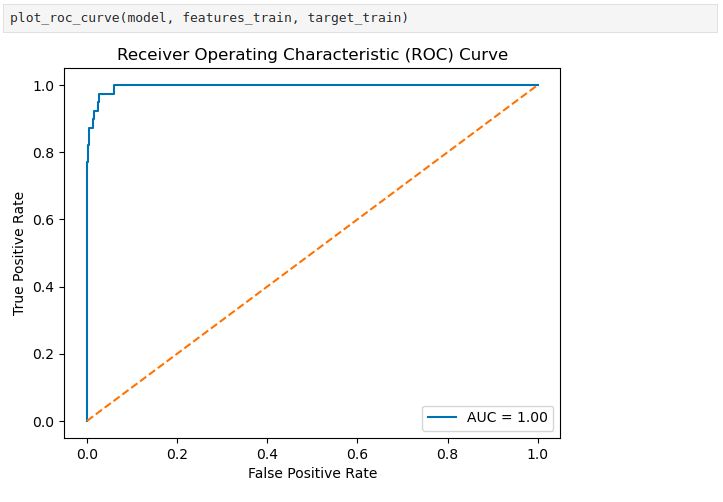 plot_roc_curve(model, features_train, target_train)
Receiver Operating Characteristic (ROC) Curve
1.0
0.8
0.6
0.4
0.2
0.0
True Positive Rate
AUC = 1.00
0.0 0.2 0.4 0.6 0.8 1.0
False Positive Rate